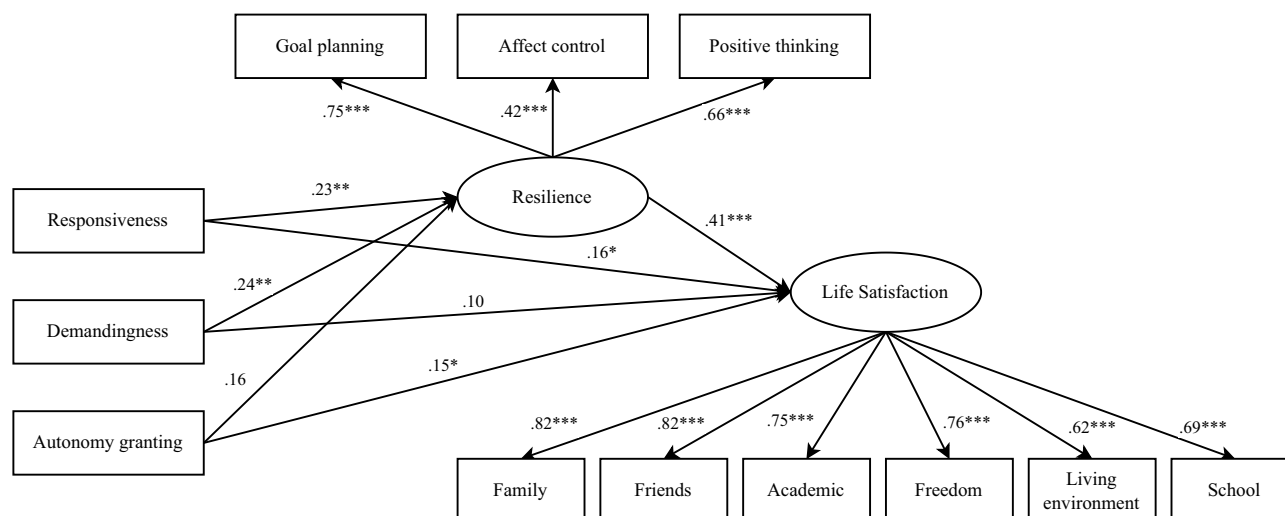 Goal planning
Affect control
Positive thinking
.75***
.42***
.66***
Responsiveness
.23**
Resilience
.41***
.16*
.24**
Demandingness
.10
Life Satisfaction
.16
.15*
Autonomy granting
.82***
.82***
.75***
.76***
.62***
.69***
Family
Friends
Academic
Freedom
Living
environment
School